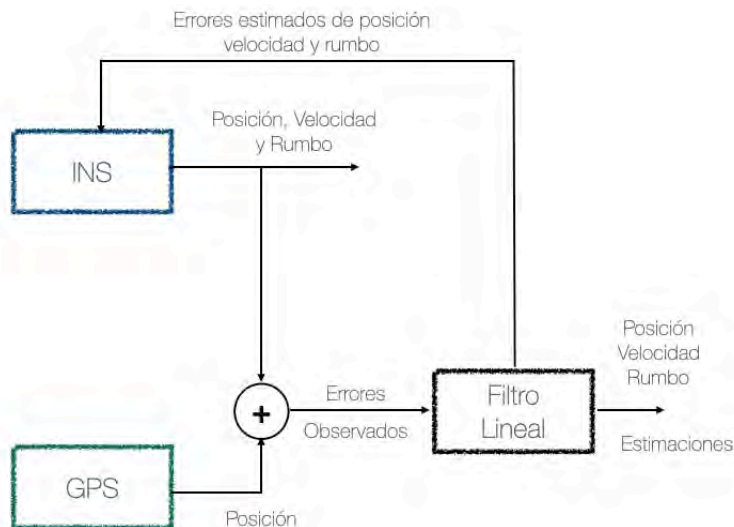 Errores estimados de posición
velocidad y rumbo
Posición, Velocidad
y Rumbo
INS
Posición
Velocidad
Rumbo
Errores
Observados
+
Filtro
Lineal
Estimaciones
GPS
Posición